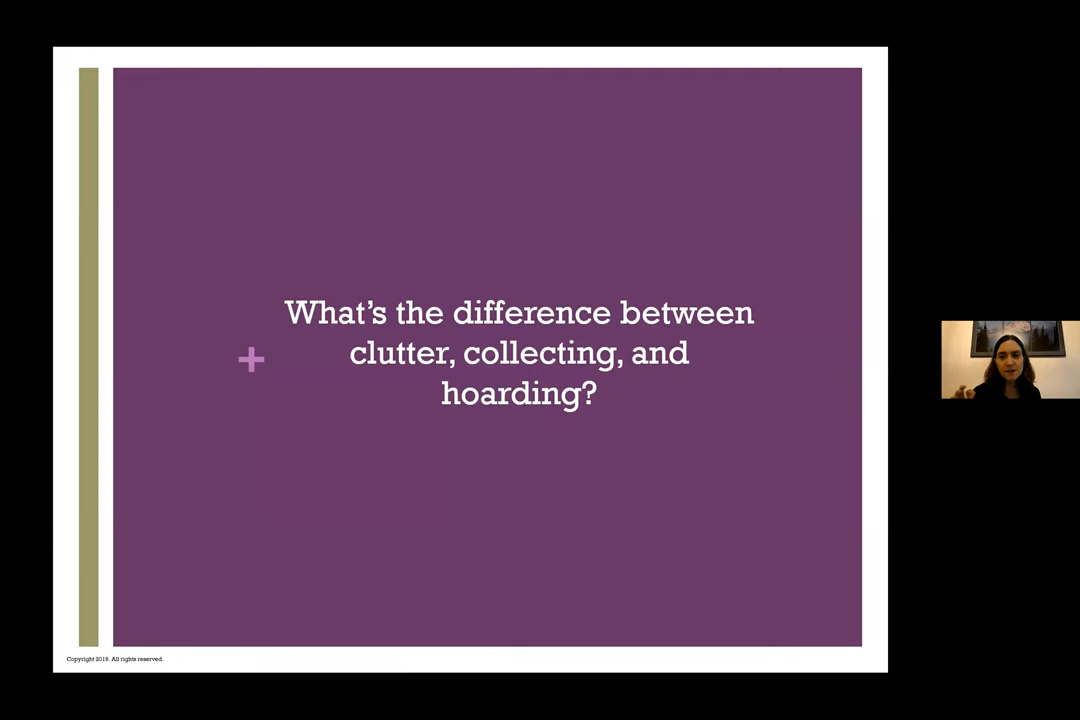 What's the difference between
+
clutter, collecting, and
hoarding?
Copyright 2019. All rights reserved.